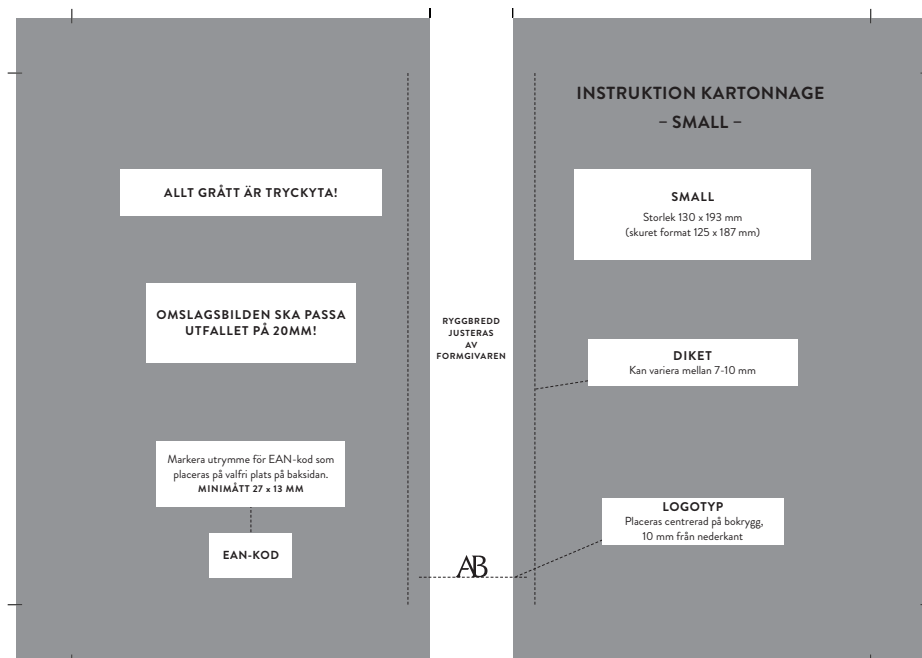 INSTRUKTION KARTONNAGE
– SMALL –
ALLT GRÅTT ÄR TRYCKYTA!
SMALL
Storlek 130 x 193 mm
(skuret format 125 x 187 mm)
OMSLAGSBILDEN SKA PASSA
UTFALLET PÅ 20MM!
RYGGBREDD
JUSTERAS
AV
FORMGIVAREN
DIKET
Kan variera mellan 7-10 mm
Markera utrymme för EAN-kod som
placeras på valfri plats på baksidan.
MINIMÅTT 27 x 13 MM
EAN-KOD
LOGOTYP
Placeras centrerad på bokrygg,
10 mm från nederkant
AB